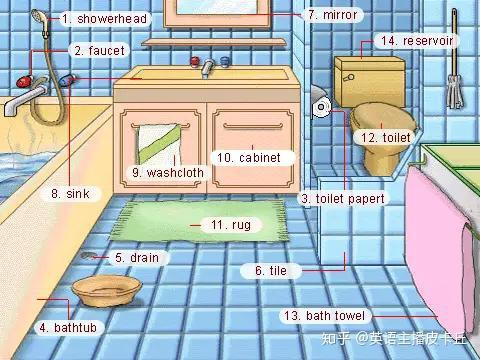 1. showerhead
7. mirror
2. faucet
14. reservoir
12. toilet
10. cabinet
9. washcloth
8. sink
3. toilet papert
11. rug
5. drain
6. tile
13. bath towel
4. bathtub
知乎 @英语主播皮卡丘